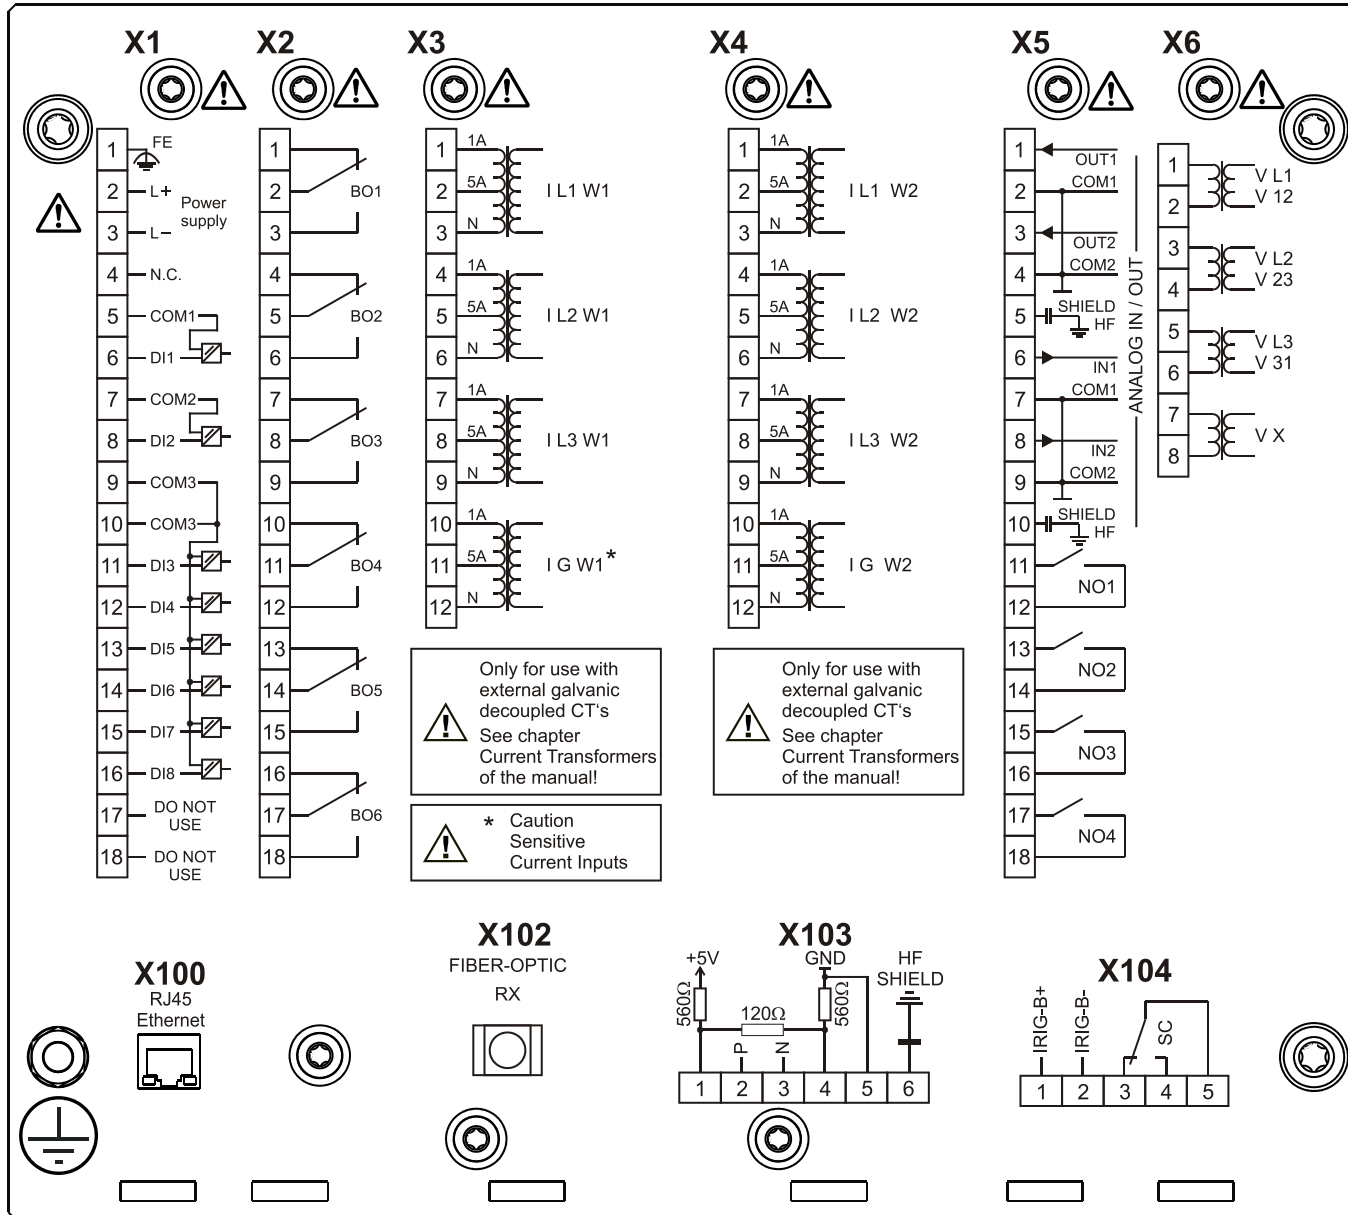 X1
X2
X3
X4
X5
X6
1
FE
2
L+
Power
supply
3
L–
4
N.C.
5
COM1
6
DI1
7
COM2
8
DI2
9
COM3
10
COM3
11
DI3
12
DI4
13
DI5
14
DI6
15
DI7
16
DI8
17
DO NOT
USE
18
DO NOT
USE
1
2
BO1
3
4
5
BO2
6
7
8
BO3
9
10
11
BO4
12
13
14
BO5
15
16
17
BO6
18
1
1A
2
5A
I L1 W1
3
N
4
1A
5
5A
I L2 W1
6
N
7
1A
8
5A
I L3 W1
9
N
10
1A
11
5A
I G W1*
12
N
Only for use with
external galvanic
decoupled CT's
See chapter
Current Transformers
of the manual!
* Caution
Sensitive
Current Inputs
1
1A
2
5A
I L1 W2
3
N
4
1A
5
5A
I L2 W2
6
N
7
1A
8
5A
I L3 W2
9
N
10
1A
11
5A
I G W2
12
N
Only for use with
external galvanic
decoupled CT's
See chapter
Current Transformers
of the manual!
1
OUT1
2
COM1
3
OUT2
4
COM2
5
SHIELD
HF
6
IN1
7
COM1
8
IN2
9
COM2
10
SHIELD
HF
ANALOG IN / OUT
11
NO1
12
13
NO2
14
15
NO3
16
17
NO4
18
1
V L1
2
V 12
3
V L2
4
V 23
5
V L3
6
V 31
7
V X
8
X100
RJ45
Ethernet
X102
FIBER-OPTIC
RX
X103
+5V
GND
HF
SHIELD
560Ω
120Ω
560Ω
P
N
1 2 3 4 5 6
X104
IRIG-B+
IRIG-B-
SC
1 2 3 4 5